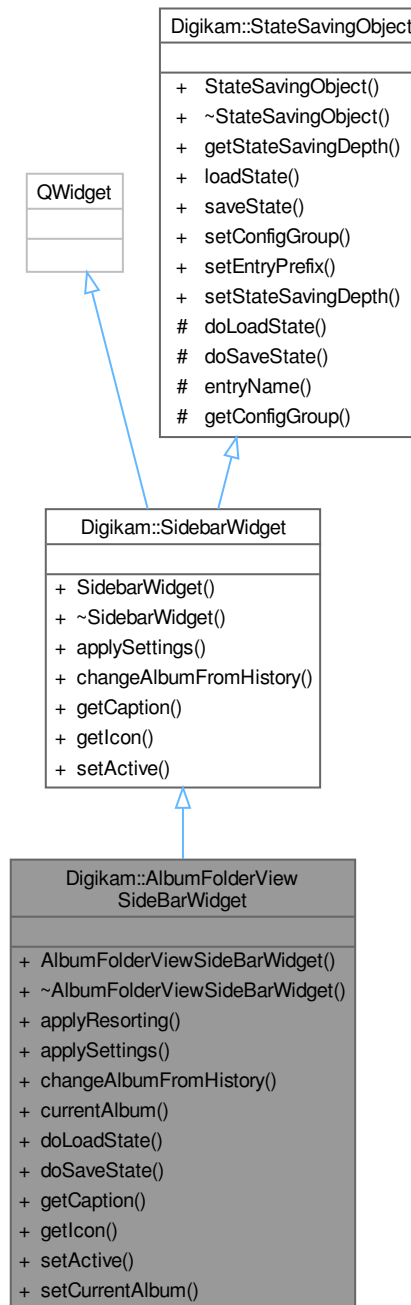 Digikam::StateSavingObject
+ StateSavingObject()
+ ~StateSavingObject()
+ getStateSavingDepth()
+ loadState()
+ saveState()
+ setConfigGroup()
+ setEntryPrefix()
+ setStateSavingDepth()
# doLoadState()
# doSaveState()
# entryName()
# getConfigGroup()
QWidget
Digikam::SidebarWidget
+ SidebarWidget()
+ ~SidebarWidget()
+ applySettings()
+ changeAlbumFromHistory()
+ getCaption()
+ getIcon()
+ setActive()
Digikam::AlbumFolderView
SideBarWidget
+ AlbumFolderViewSideBarWidget()
+ ~AlbumFolderViewSideBarWidget()
+ applyResorting()
+ applySettings()
+ changeAlbumFromHistory()
+ currentAlbum()
+ doLoadState()
+ doSaveState()
+ getCaption()
+ getIcon()
+ setActive()
+ setCurrentAlbum()